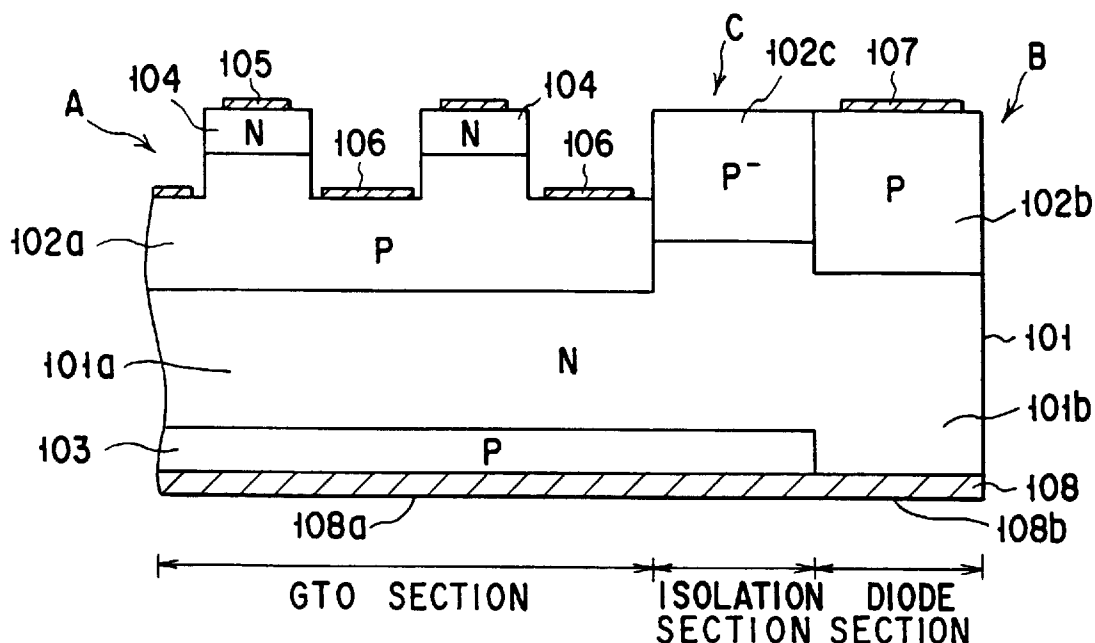 C
102c
107
B
105
104
104
A
N
N
106
106
P⁻
P
102b
102a
P
101a
N
101
101b
103
P
108
108a
108b
GTO SECTION
ISOLATION SECTION
DIODE SECTION